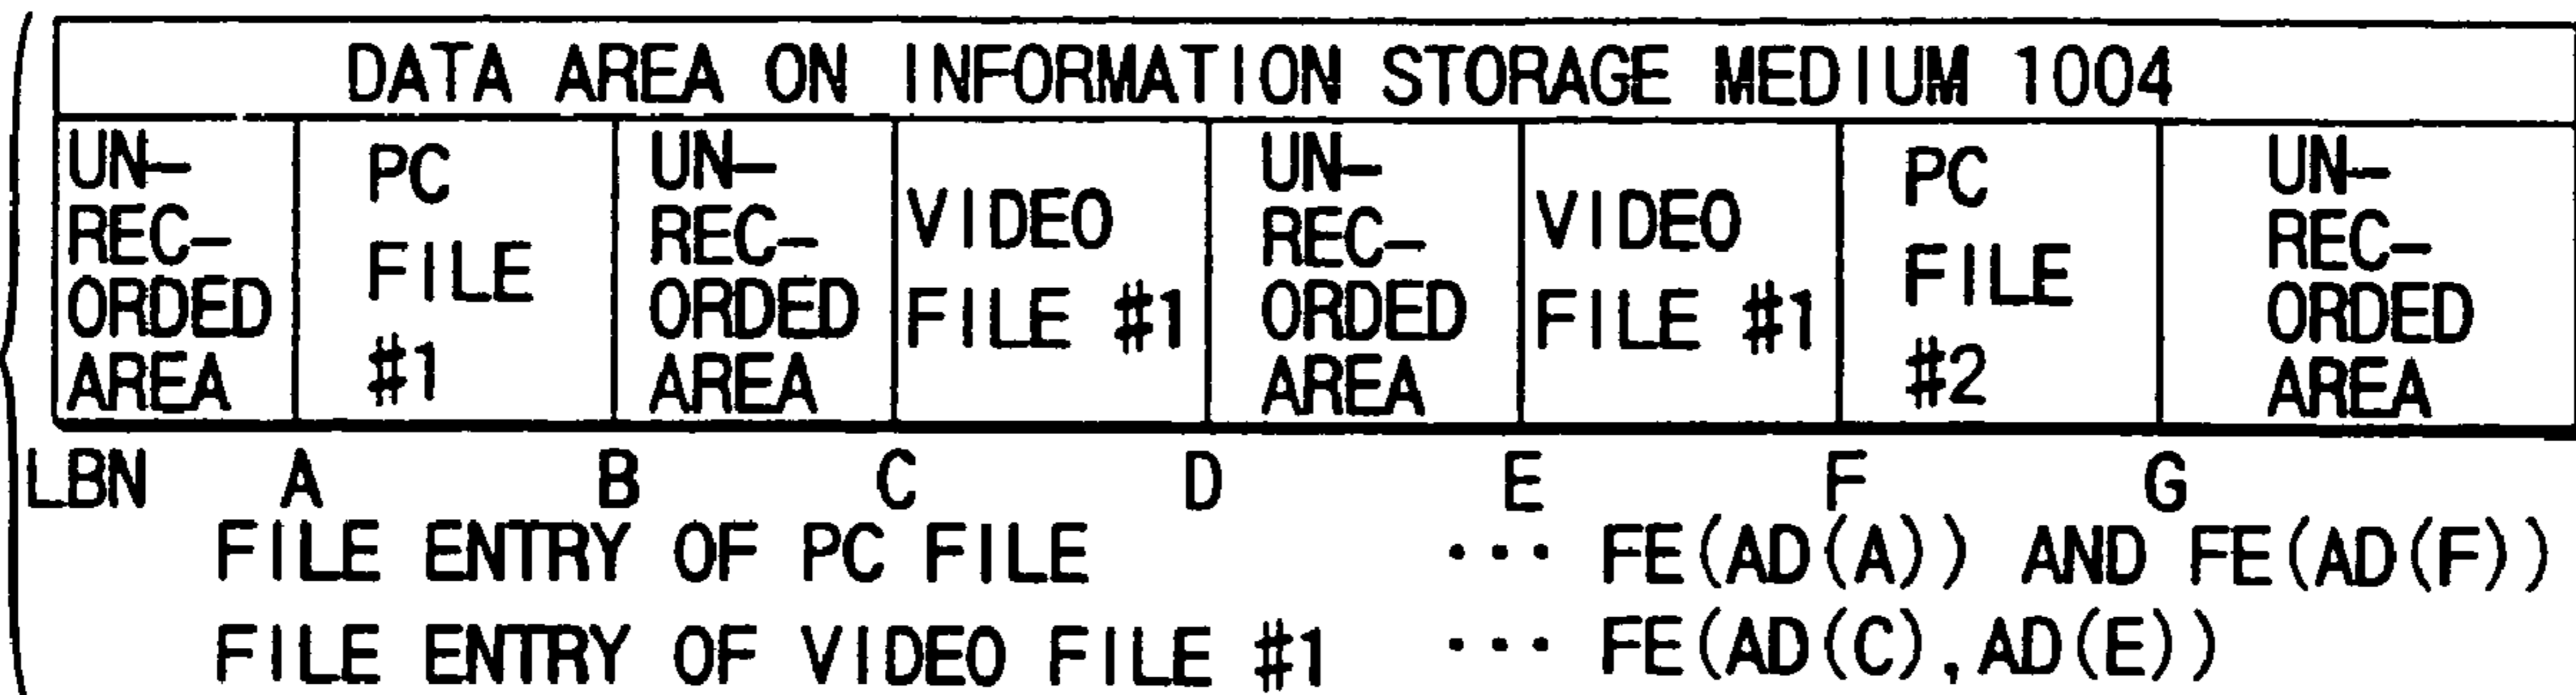 DATA AREA ON INFORMATION STORAGE MEDIUM 1004
UN-
REC-
ORDED
AREA
PC
FILE
#1
UN-
REC-
ORDED
AREA
VIDEO
FILE #1
UN-
REC-
ORDED
AREA
VIDEO
FILE #1
PC
FILE
#2
UN-
REC-
ORDED
AREA
LBN A B C D E F G
FILE ENTRY OF PC FILE ··· FE(AD(A)) AND FE(AD(F))
FILE ENTRY OF VIDEO FILE #1 ··· FE(AD(C),AD(E))